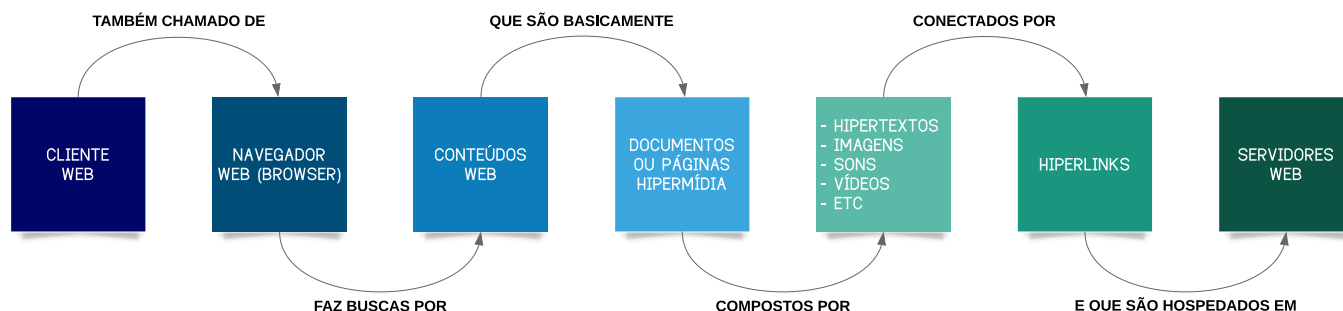 TAMBÉM CHAMADO DE
QUE SÃO BASICAMENTE
CONECTADOS POR
CLIENTE
WEB
NAVEGADOR
WEB (BROWSER)
CONTEÚDOS
WEB
DOCUMENTOS
OU PÁGINAS
HIPERMÍDIA
- HIPERTEXTOS
- IMAGENS
- SONS
- VÍDEOS
- ETC
HIPERLINKS
SERVIDORES
WEB
FAZ BUSCAS POR
COMPOSTOS POR
E QUE SÃO HOSPEDADOS EM